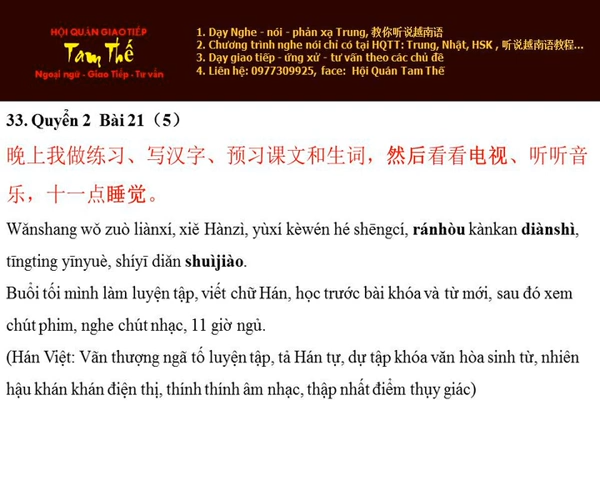 HỘI QUÁN GIAO TIẾP
Tam Thế
Ngoại ngữ - Giao Tiếp - Tư vấn
1. Dạy Nghe - nói - phản xạ Trung, 教你听说越南语
2. Chương trình nghe nói chỉ có tại HQTT: Trung, Nhật, HSK , 听说越南语教程...
3. Dạy giao tiếp - ứng xử - tư vấn theo các chủ đề
4. Liên hệ: 0977309925, face: Hội Quán Tam Thế
33. Quyển 2 Bài 21（5）
晚上我做练习、写汉字、预习课文和生词，然后看看电视、听听音
乐，十一点睡觉。
Wǎnshang wǒ zuò liànxí, xiě Hànzì, yùxí kèwén hé shēngcí, ránhòu kànkan diànshì,
tīngting yīnyuè, shíyī diǎn shuìjiào.
Buổi tối mình làm luyện tập, viết chữ Hán, học trước bài khóa và từ mới, sau đó xem
chút phim, nghe chút nhạc, 11 giờ ngủ.
(Hán Việt: Vãn thượng ngã tố luyện tập, tả Hán tự, dự tập khóa văn hòa sinh từ, nhiên
hậu khán khán điện thị, thính thính âm nhạc, thập nhất điểm thụy giác)